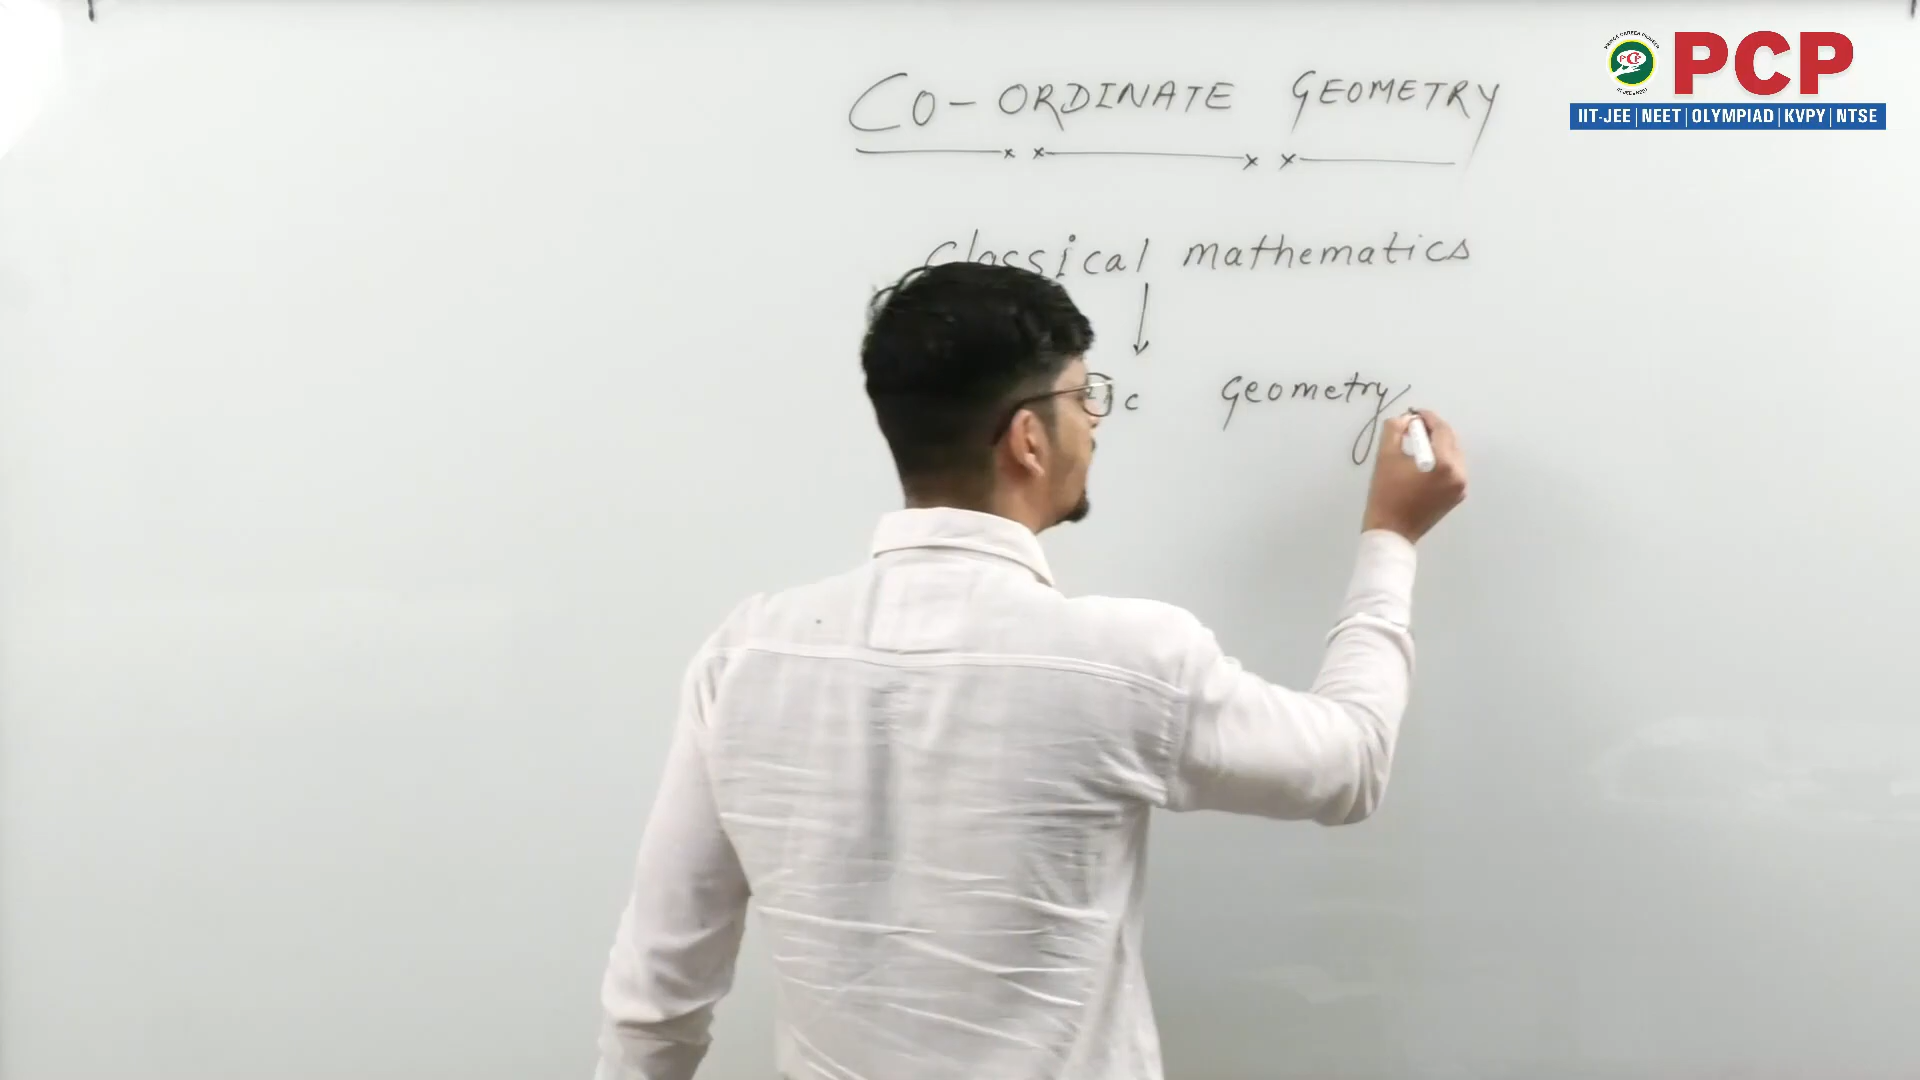 CO-ORDINATE GEOMETRY
PCP
IIT-JEE | NEET | OLYMPIAD | KVPY | NTSE
Classical mathematics
Geometry